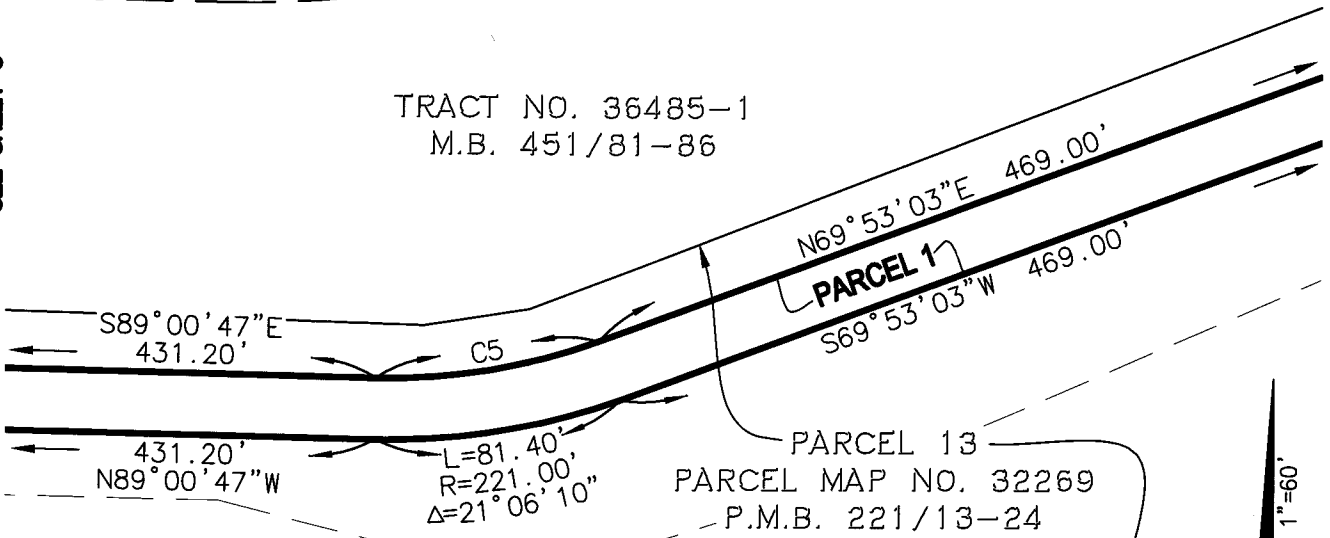 TRACT NO. 36485-1
M.B. 451/81-86
N69°53'03"E 469.00'
PARCEL 1
S69°53'03"W 469.00'
S89°00'47"E
431.20'
C5
431.20'
N89°00'47"W
L=81.40'
R=221.00'
Δ=21°06'10"
PARCEL 13
PARCEL MAP NO. 32269
P.M.B. 221/13-24
1"=60'